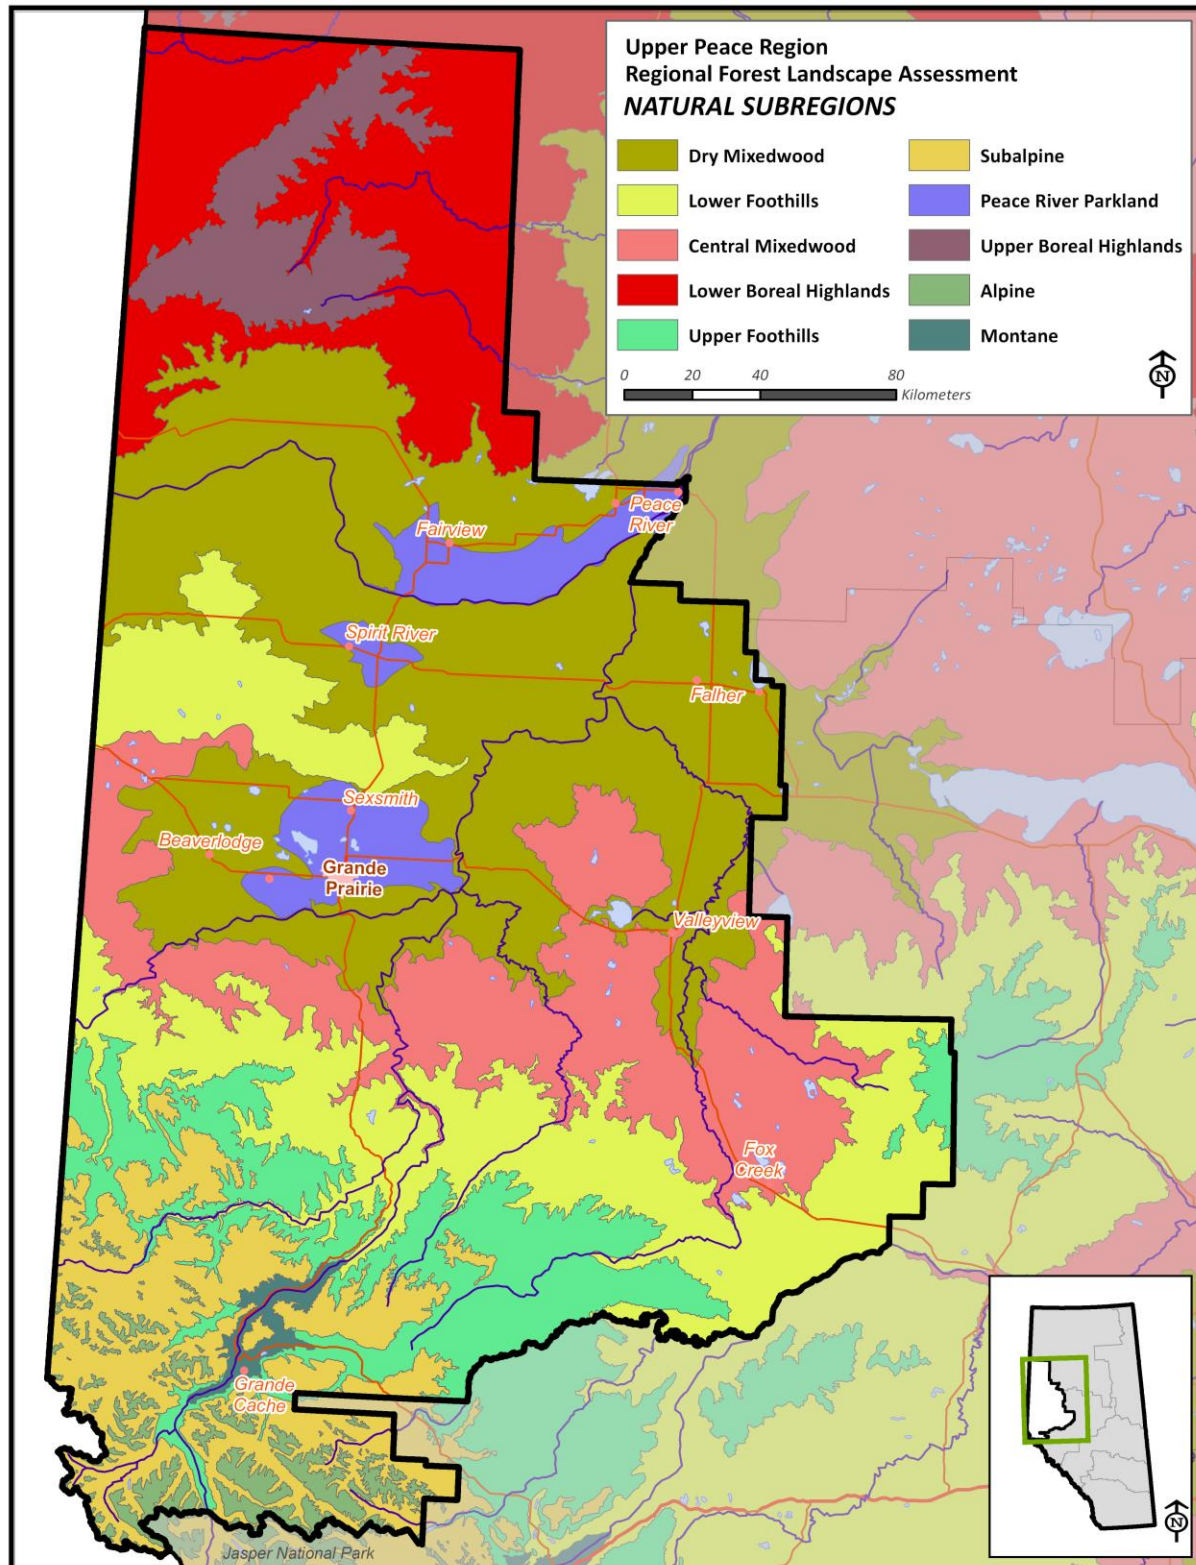 Upper Peace Region
Regional Forest Landscape Assessment
NATURAL SUBREGIONS
Dry Mixedwood
Subalpine
Lower Foothills
Peace River Parkland
Central Mixedwood
Upper Boreal Highlands
Lower Boreal Highlands
Alpine
Upper Foothills
Montane
0 20 40 80
Kilometers
N
Peace
River
Fairview
Spirit River
Falher
Sexsmith
Beaverlodge
Grande
Prairie
Valleyview
Fox
Creek
Grande
Cache
N
Jasper National Park